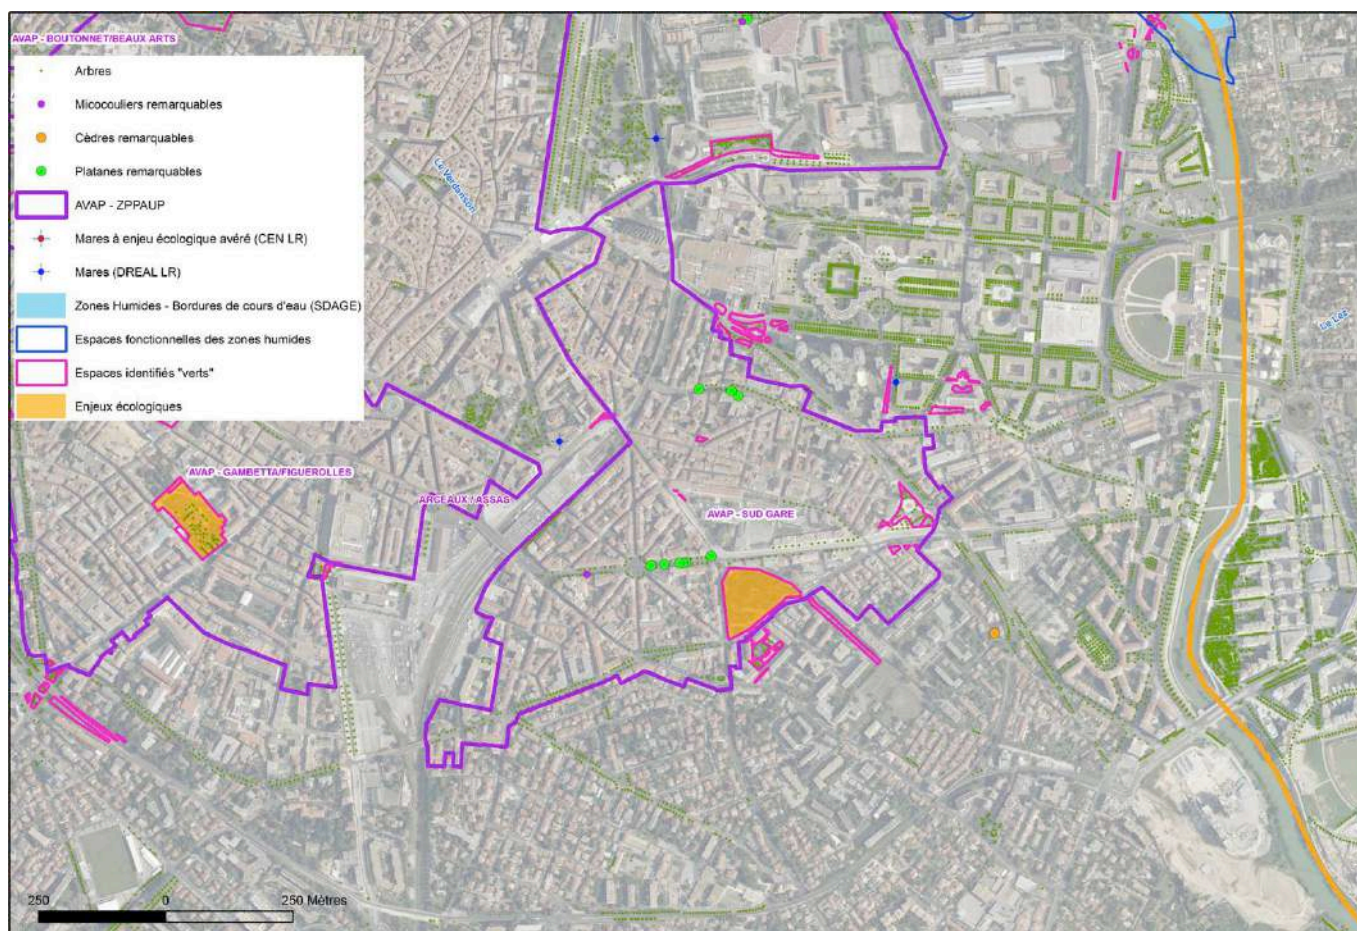 AVAP - BOUTONNET/BEAUX ARTS
Arbres
Micocouliers remarquables
Cèdres remarquables
Platanes remarquables
AVAP - ZPPAUP
Mares à enjeu écologique avéré (CEN LR)
Mares (DREAL LR)
Zones Humides - Bordures de cours d'eau (SDAGE)
Espaces fonctionnelles des zones humides
Espaces identifiés "verts"
Enjeux écologiques
Le Verdanson
Le Lez
AVAP - GAMBETTA/FIGUEROLLES
ARCEAUX / ASSAS
AVAP - SUD GARE
250 0 250 Mètres